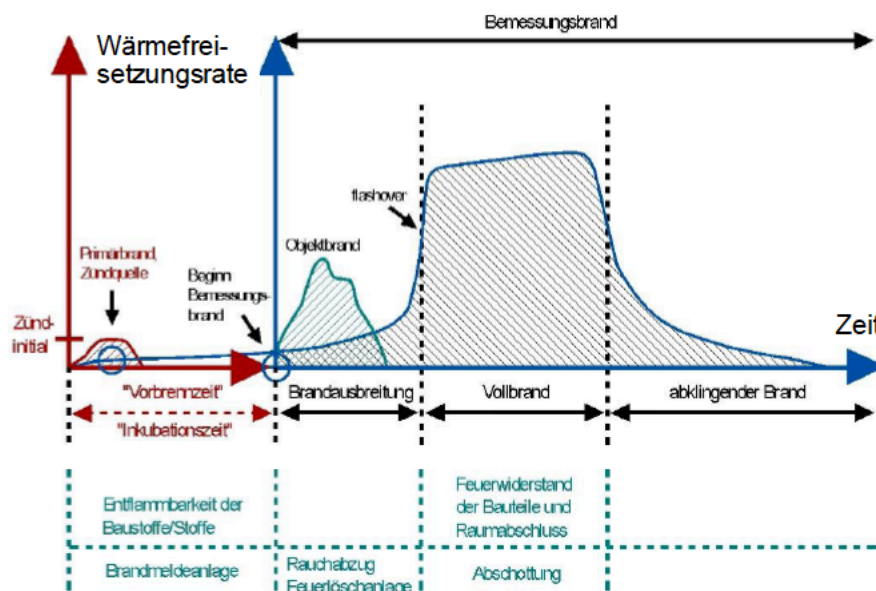 Bemessungsbrand
Wärmefrei-
setzungsrate
flashover
Objektbrand
Primärbrand,
Zündquelle
Beginn
Bemessungs-
brand
Zünd-
initial
Zeit
"Vorbrennzeit"
Brandausbreitung
Vollbrand
abklingender Brand
"Inkubationszeit"
Entflammbarkeit der
Baustoffe/Stoffe
Feuerwiderstand
der Bauteile und
Raumabschluss
Brandmeldeanlage
Rauchabzug
Feuerlöschanlage
Abschottung